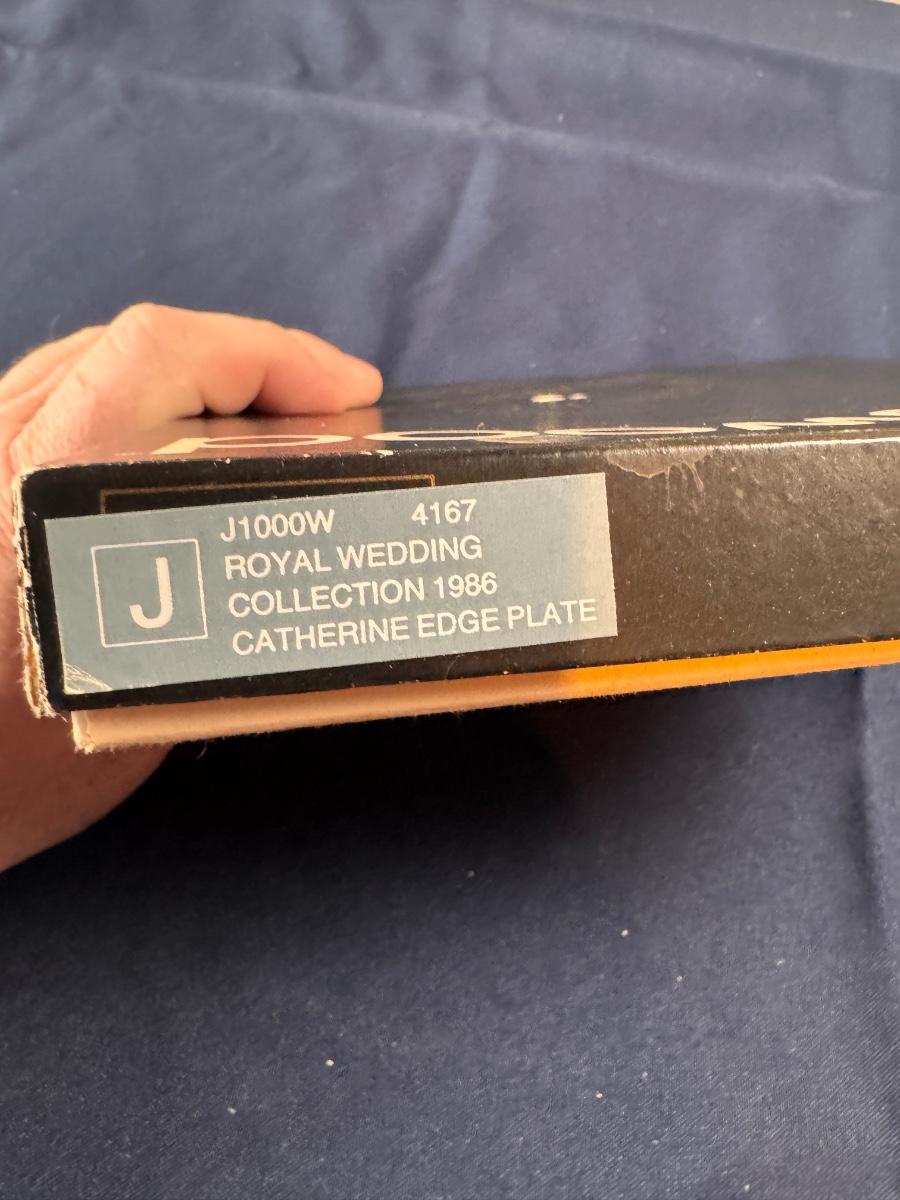 J1000W 4167
J
ROYAL WEDDING
COLLECTION 1986
CATHERINE EDGE PLATE